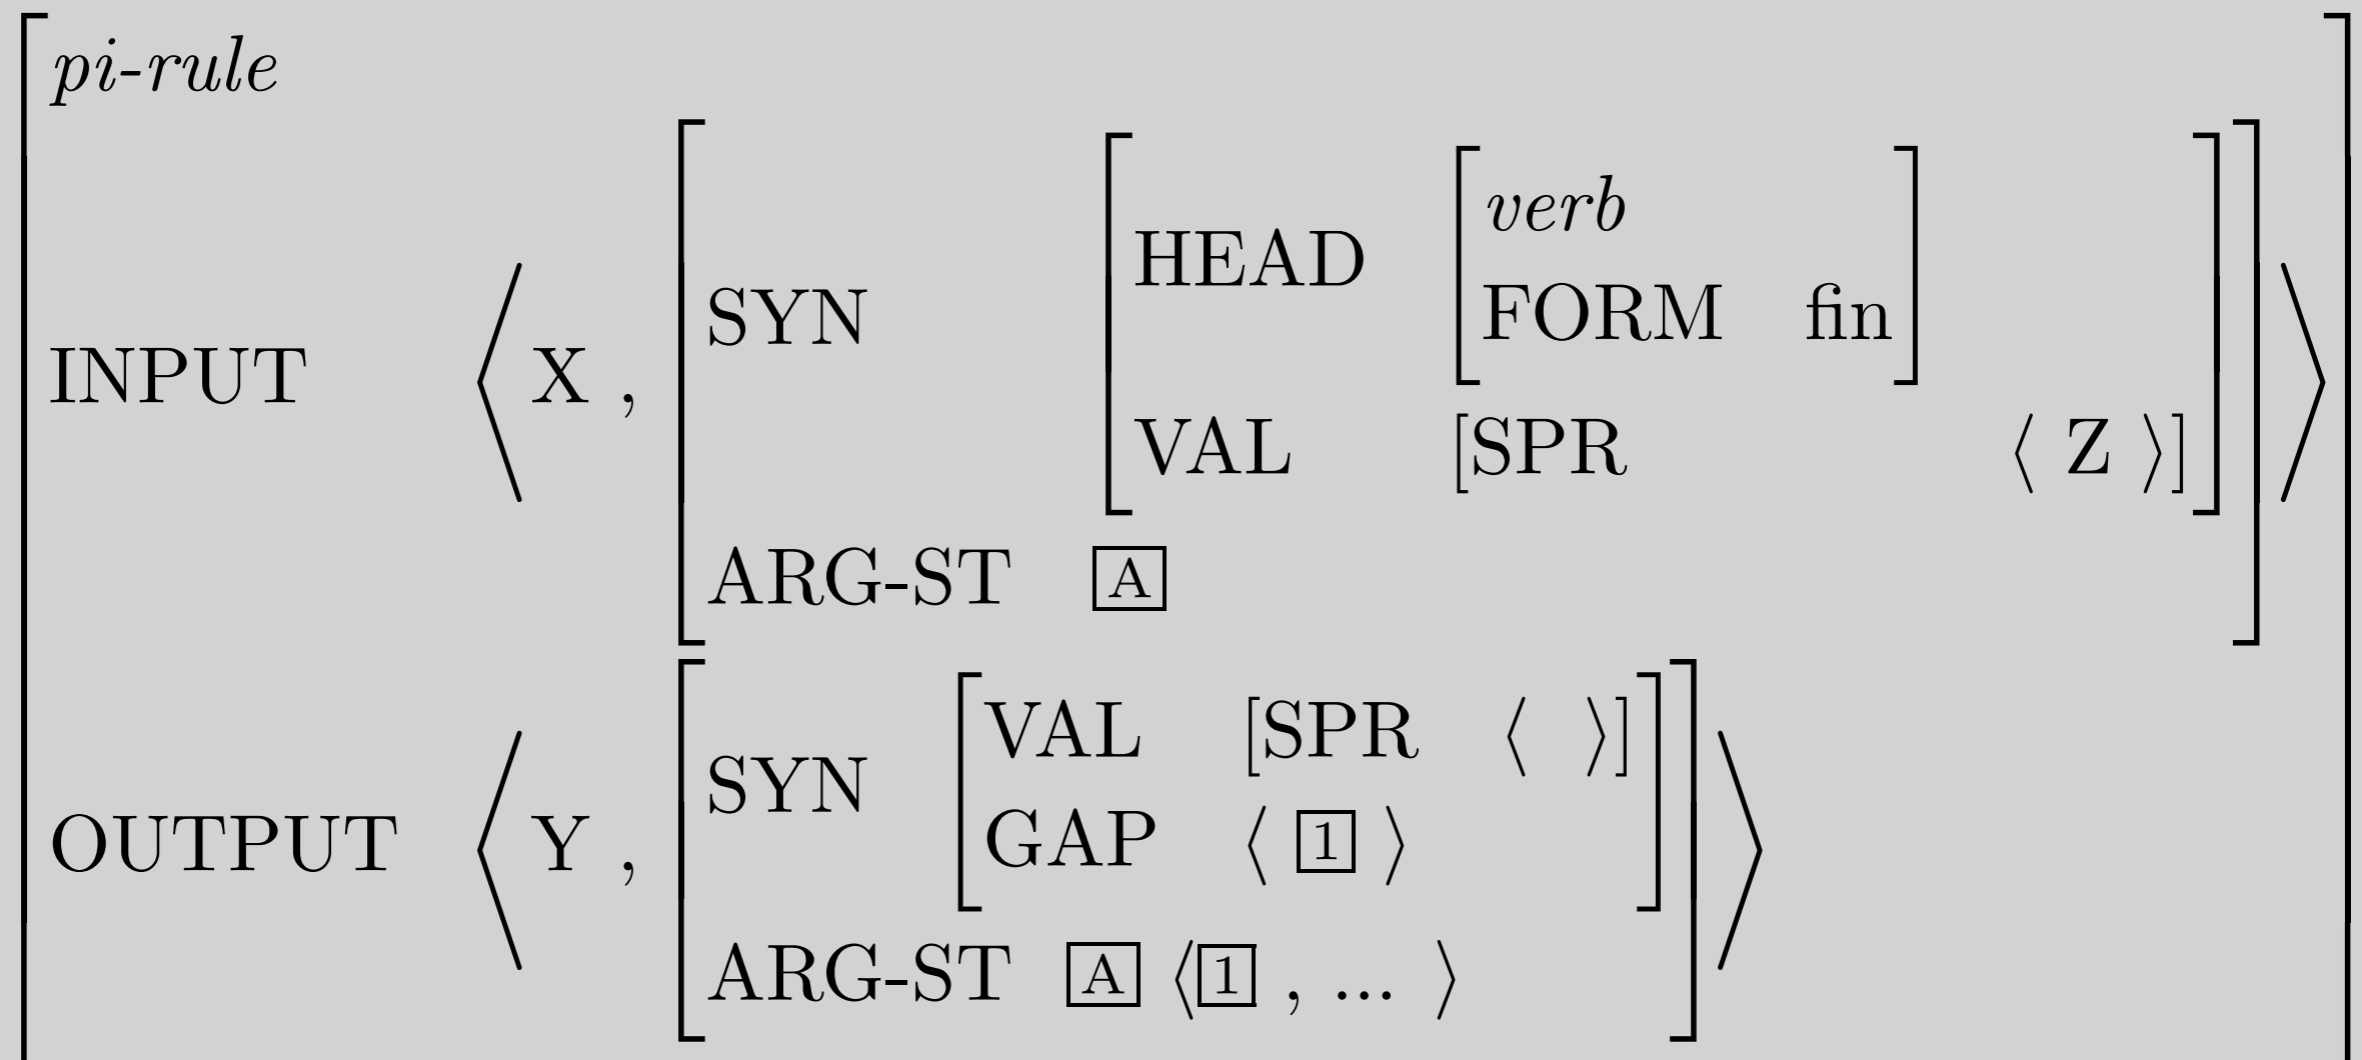 pi-rule
INPUT ⟨ X , [ SYN [ HEAD [ verb
FORM fin ]
VAL [SPR ⟨ Z ⟩] ]
ARG-ST A ] ⟩
OUTPUT ⟨ Y , [ SYN [ VAL [SPR ⟨ ⟩]
GAP ⟨ 1 ⟩ ]
ARG-ST A ⟨ 1 , ... ⟩ ] ⟩